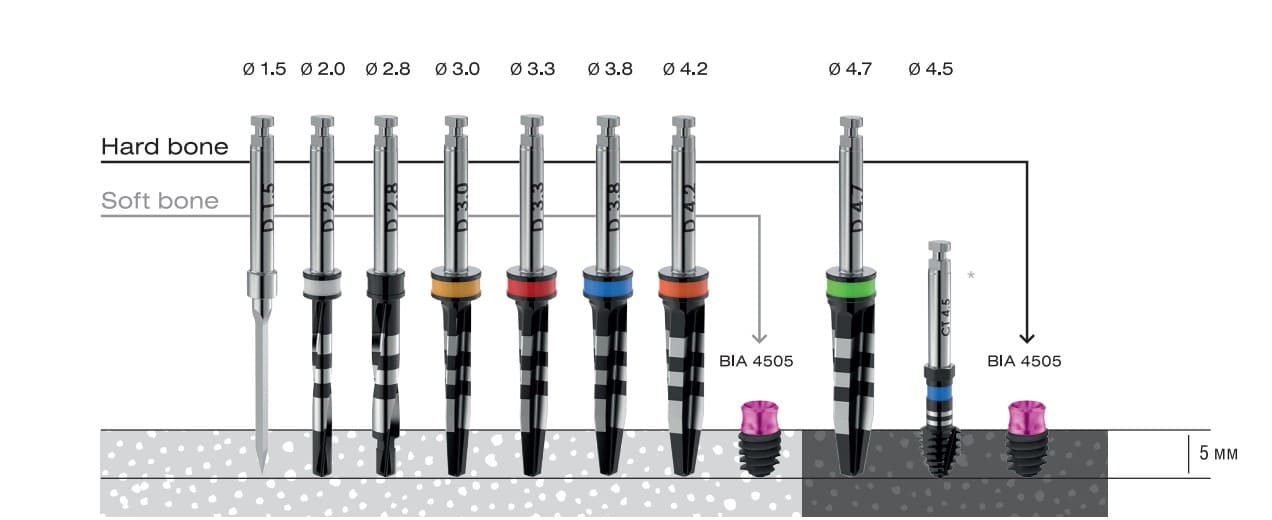 Ø 1.5 Ø 2.0 Ø 2.8 Ø 3.0 Ø 3.3 Ø 3.8 Ø 4.2 Ø 4.7 Ø 4.5
Hard bone
Soft bone
D 1.5
D 2.0
D 2.8
D 3.0
D 3.3
D 3.8
D 4.2
D 4.7
CT 4.5
*
BIA 4505
BIA 4505
5 мм